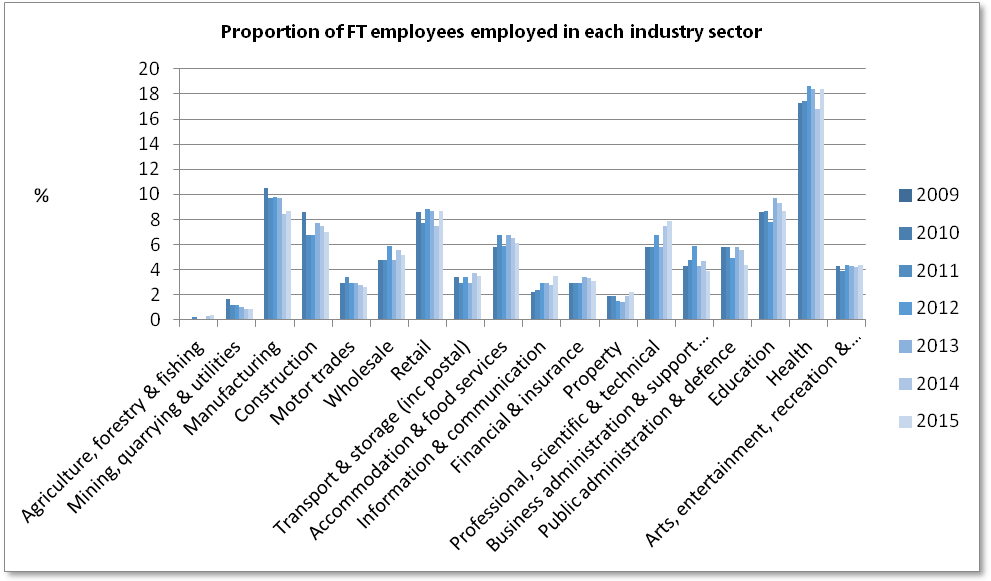 Proportion of FT employees employed in each industry sector
20
18
16
14
12
10
8
6
4
2
0
%
Agriculture, forestry & fishing
Mining, quarrying & utilities
Manufacturing
Construction
Motor trades
Wholesale
Retail
Transport & storage (inc postal)
Accommodation & food services
Information & communication
Financial & insurance
Property
Professional, scientific & technical
Business administration & support...
Public administration & defence
Education
Health
Arts, entertainment, recreation &...
2009
2010
2011
2012
2013
2014
2015